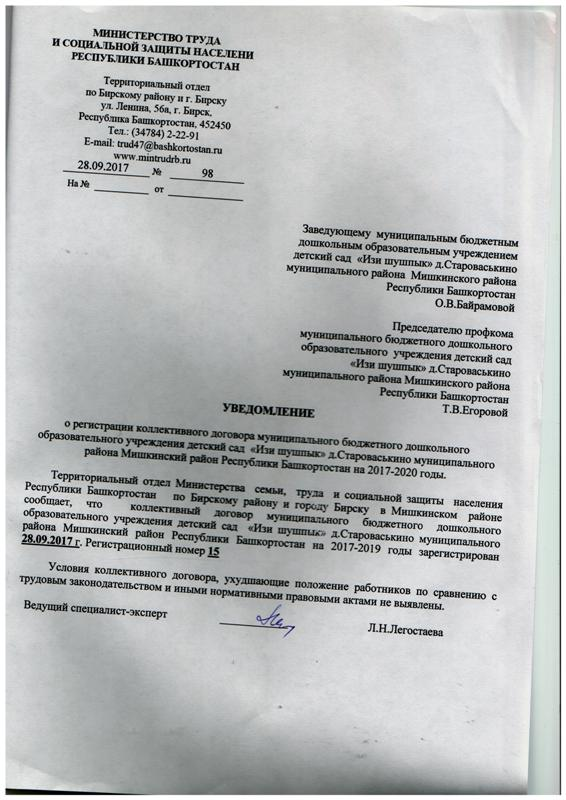 МИНИСТЕРСТВО ТРУДА
И СОЦИАЛЬНОЙ ЗАЩИТЫ НАСЕЛЕНИ
РЕСПУБЛИКИ БАШКОРТОСТАН
Территориальный отдел
по Бирскому району и г. Бирску
ул. Ленина, 56а, г. Бирск,
Республика Башкортостан, 452450
Тел.: (34784) 2-22-91
E-mail: trud47@bashkortostan.ru
www.mintrudrb.ru
28.09.2017 № 98
На № от
Заведующему муниципальным бюджетным
дошкольным образовательным учреждением
детский сад «Изи шушпык» д.Староваскино
муниципального района Мишкинского района
Республики Башкортостан
О.В.Байрамовой
Председателю профкома
муниципального бюджетного дошкольного
образовательного учреждения детский сад
«Изи шушпык» д.Староваськино
муниципального района Мишкинского района
Республики Башкортостан
Т.В.Егоровой
УВЕДОМЛЕНИЕ
о регистрации коллективного договора муниципального бюджетного дошкольного
образовательного учреждения детский сад «Изи шушпык» д.Староваськино муниципального
района Мишкинский район Республики Башкортостан на 2017-2020 годы.
Территориальный отдел Министерства семьи, труда и социальной защиты населения
Республики Башкортостан по Бирскому району и городу Бирску в Мишкинском районе
сообщает, что коллективный договор муниципального бюджетного дошкольного
образовательного учреждения детский сад «Изи шушпык» д.Староваськино муниципального
района Мишкинский район Республики Башкортостан на 2017-2019 годы зарегистрирован
28.09.2017 г. Регистрационный номер 15
Условия коллективного договора, ухудшающие положение работников по сравнению с
трудовым законодательством и иными нормативными правовыми актами не выявлены.
Ведущий специалист-эксперт Л.Н.Легостаева